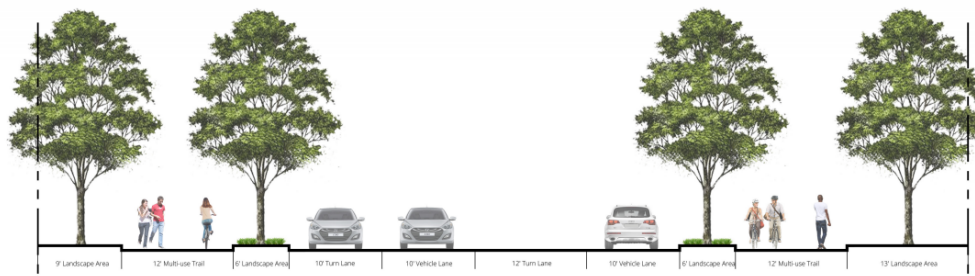 9' Landscape Area
12' Multi-use Trail
6' Landscape Area
10' Turn Lane
10' Vehicle Lane
12' Turn Lane
10' Vehicle Lane
6' Landscape Area
12' Multi-use Trail
13' Landscape Area